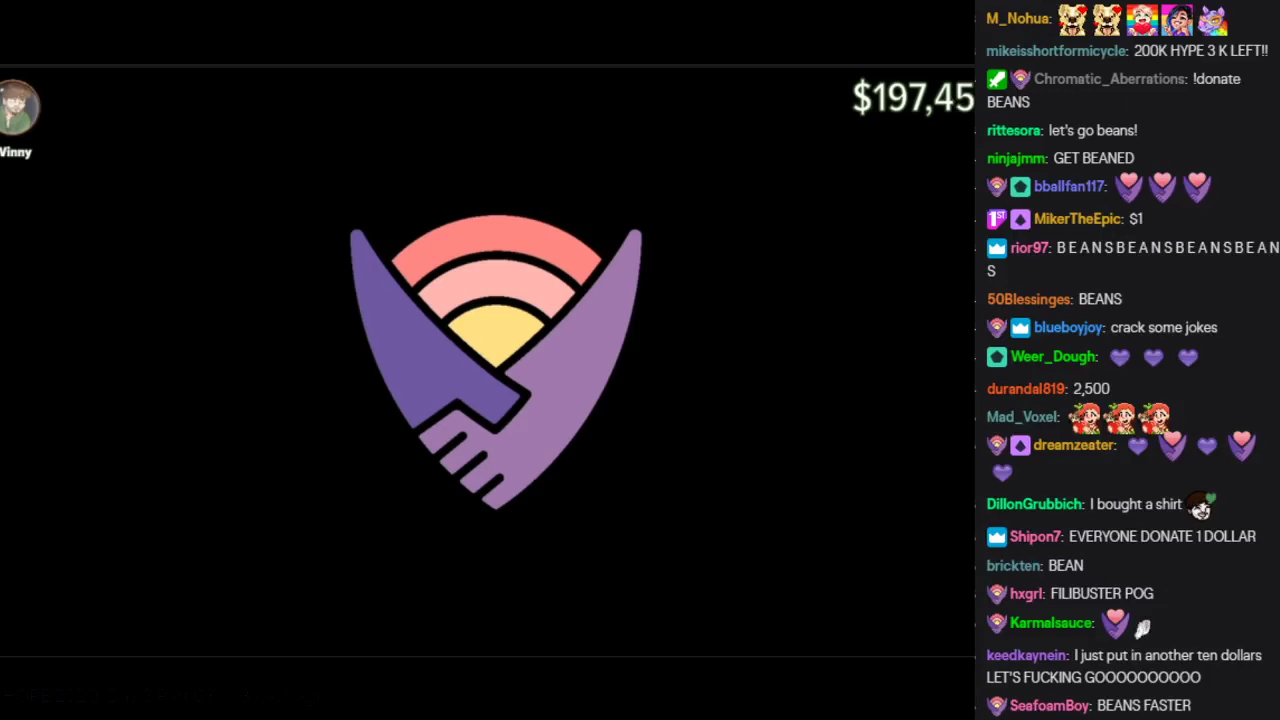 $197,45
Vinny
M_Nohua:
mikeisshortformicycle: 200K HYPE 3 K LEFT!!
Chromatic_Aberrations: !donate
BEANS
rittesora: let's go beans!
ninjajmm: GET BEANED
bballfan117:
1ST MikerTheEpic: $1
rior97: B E A N S B E A N S B E A N S B E A N
S
50Blessinges: BEANS
blueboyjoy: crack some jokes
Weer_Dough:
durandal819: 2,500
Mad_Voxel:
dreamzeater:
DillonGrubbich: I bought a shirt
Shipon7: EVERYONE DONATE 1 DOLLAR
brickten: BEAN
hxgrl: FILIBUSTER POG
Karmalsauce:
keedkaynein: I just put in another ten dollars
LET'S FUCKING GOOOOOOOOOO
SeafoamBoy: BEANS FASTER